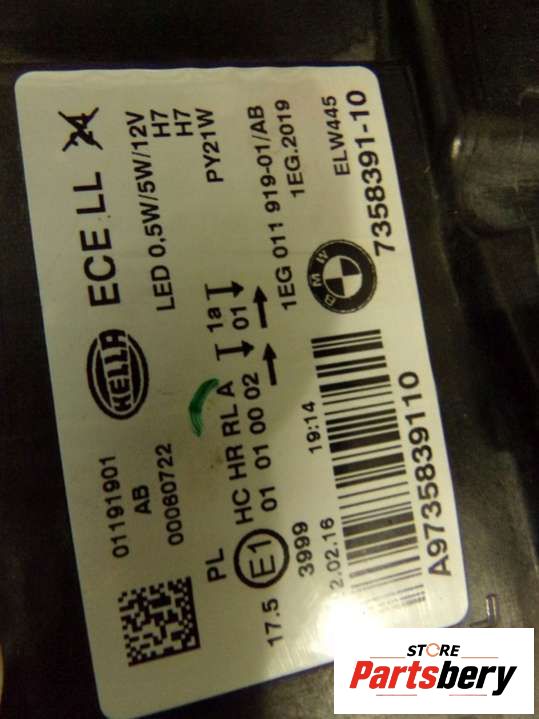 HELLA ECE LL 24
01191901
AB
00080722
LED 0,5W/5W/12V
H7
H7
PY21W
PL
E1 HC HR RL A 1a
01 01 00 02 01
17.5
3999
1EG 011 919-01/AB
1EG.2019
2.02.16 19:14
BMW
ELW445
7358391-10
A9735839110
STORE
Partsbery